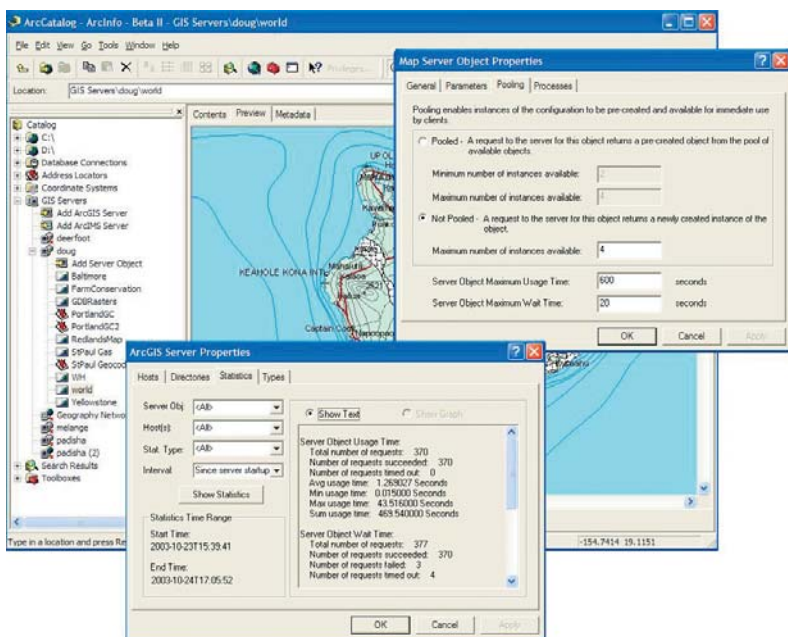 ArcCatalog - ArcInfo - Beta II - GIS Servers\doug\world
File Edit View Go Tools Window Help
Location: GIS Servers\doug\world
Catalog
C:\
D:\
Database Connections
Address Locators
Coordinate Systems
GIS Servers
Add ArcGIS Server
Add ArcIMS Server
deerfoot
doug
Add Server Object
Baltimore
FarmConservation
GDBRasters
PortlandGC
PortlandGC2
RedlandsMap
StPaul Gas
StPaul Geocod
WH
world
Yellowstone
Geography Netwo
melange
padisha
padisha (2)
Search Results
Toolboxes
Contents Preview Metadata
UPOL
KEAHOLE KONA INTE
Captain Cook
Type in a location and press Re
-154.7414 19.1151
Map Server Object Properties
General Parameters Pooling Processes
Pooling enables instances of the configuration to be pre-created and available for immediate use
by clients.
Pooled - A request to the server for this object returns a pre-created object from the pool of
available objects.
Minimum number of instances available: 2
Maximum number of instances available: 4
Not Pooled - A request to the server for this object returns a newly created instance of the
object.
Maximum number of instances available: 4
Server Object Maximum Usage Time: 600 seconds
Server Object Maximum Wait Time: 20 seconds
OK Cancel Apply
ArcGIS Server Properties
Hosts Directories Statistics Types
Server Obj: <All>
Host(s): <All>
Stat. Type: <All>
Interval Since server startup
Show Statistics
Statistics Time Range
Start Time:
2003-10-23T15:39:41
End Time:
2003-10-24T17:05:52
Show Text Show Graph
Server Object Usage Time:
Total number of requests: 370
Number of requests succeeded: 370
Number of requests timed out: 0
Avg usage time: 1.269027 Seconds
Min usage time: 0.015000 Seconds
Max usage time: 43.516000 Seconds
Sum usage time: 469.540000 Seconds
Server Object Wait Time:
Total number of requests: 377
Number of requests succeeded: 370
Number of requests failed: 3
Number of requests timed out: 4
OK Cancel Apply